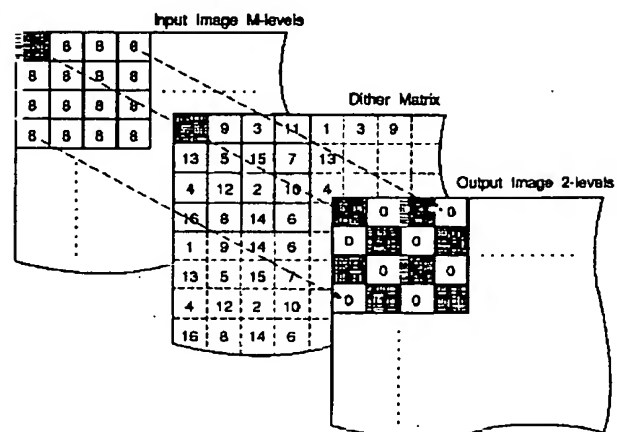 Input Image M-levels
8 8 8
8 8 8 8
8 8 8 8
8 8 8 8
Dither Matrix
9 3 11 1 3 9
13 5 15 7 13
4 12 2 10 4
16 8 14 6
1 9 14 6
13 5 15 7
4 12 2 10
16 8 14 6
Output Image 2-levels
0 0
0 0
0 0
0 0